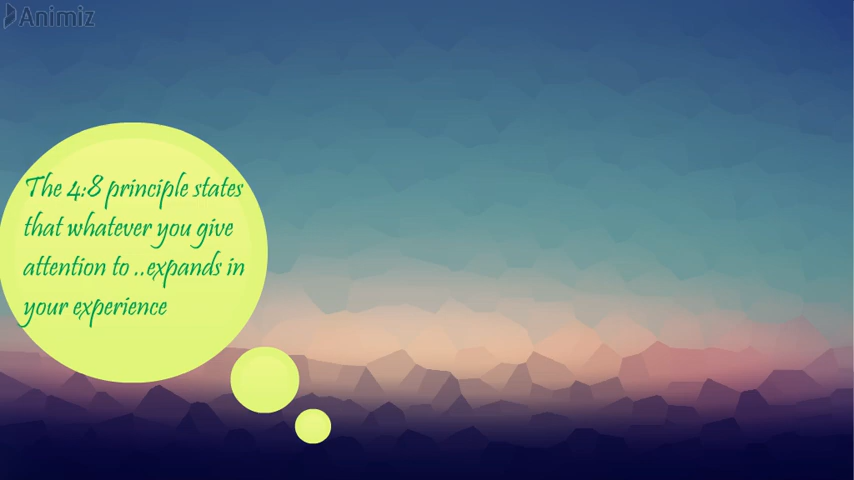 Animiz
The 4:8 principle states
that whatever you give
attention to ..expands in
your experience